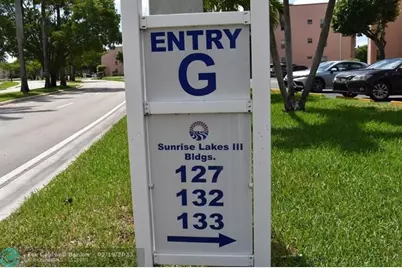 ENTRY
G
Sunrise Lakes III
Bldgs.
127
132
133